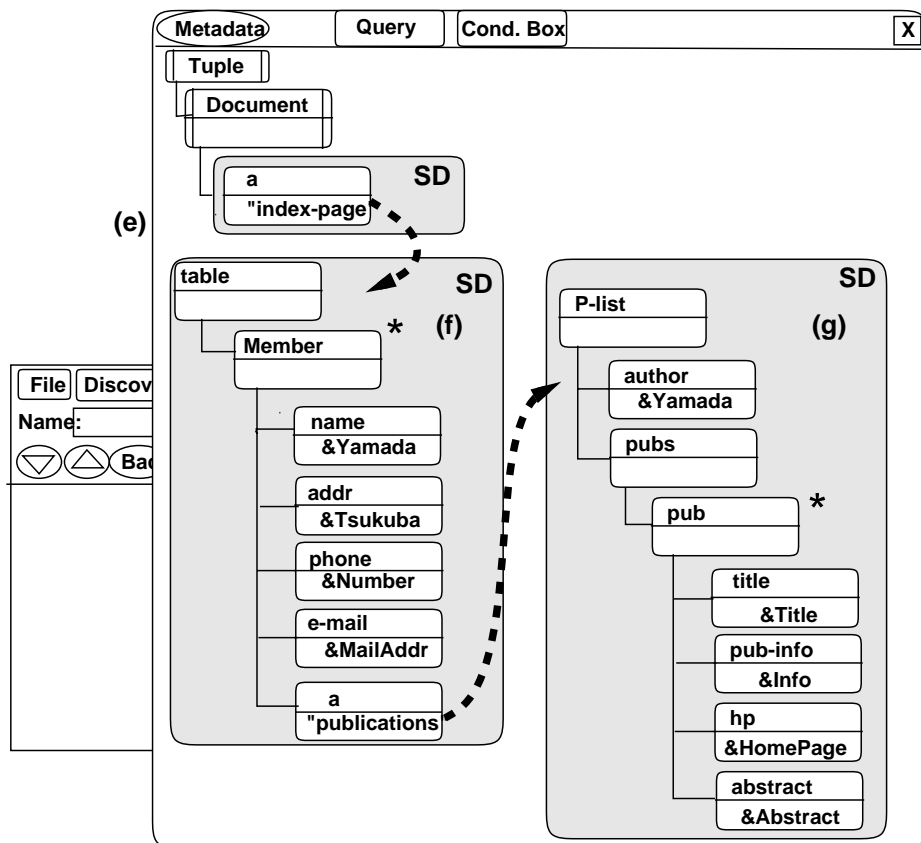 Metadata Query Cond. Box X
Tuple
Document
SD
a
"index-page
(e)
table
SD
(f)
*
Member
name
&Yamada
addr
&Tsukuba
phone
&Number
e-mail
&MailAddr
a
"publications
SD
P-list
(g)
author
&Yamada
pubs
*
pub
title
&Title
pub-info
&Info
hp
&HomePage
abstract
&Abstract
File Discov
Name:
Bac